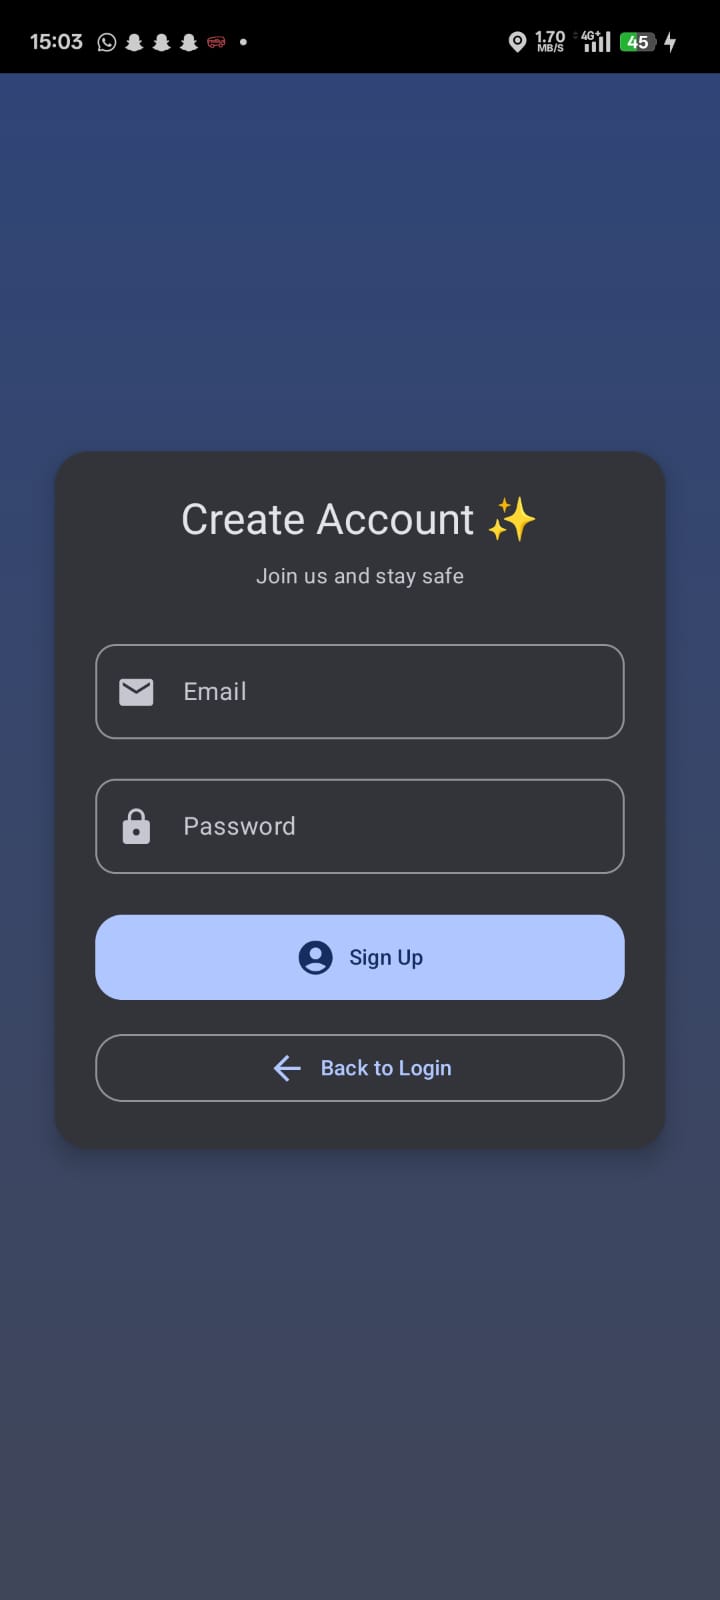 15:03 1.70 MB/S 4G+ 45
Create Account ✨
Join us and stay safe
Email
Password
Sign Up
Back to Login